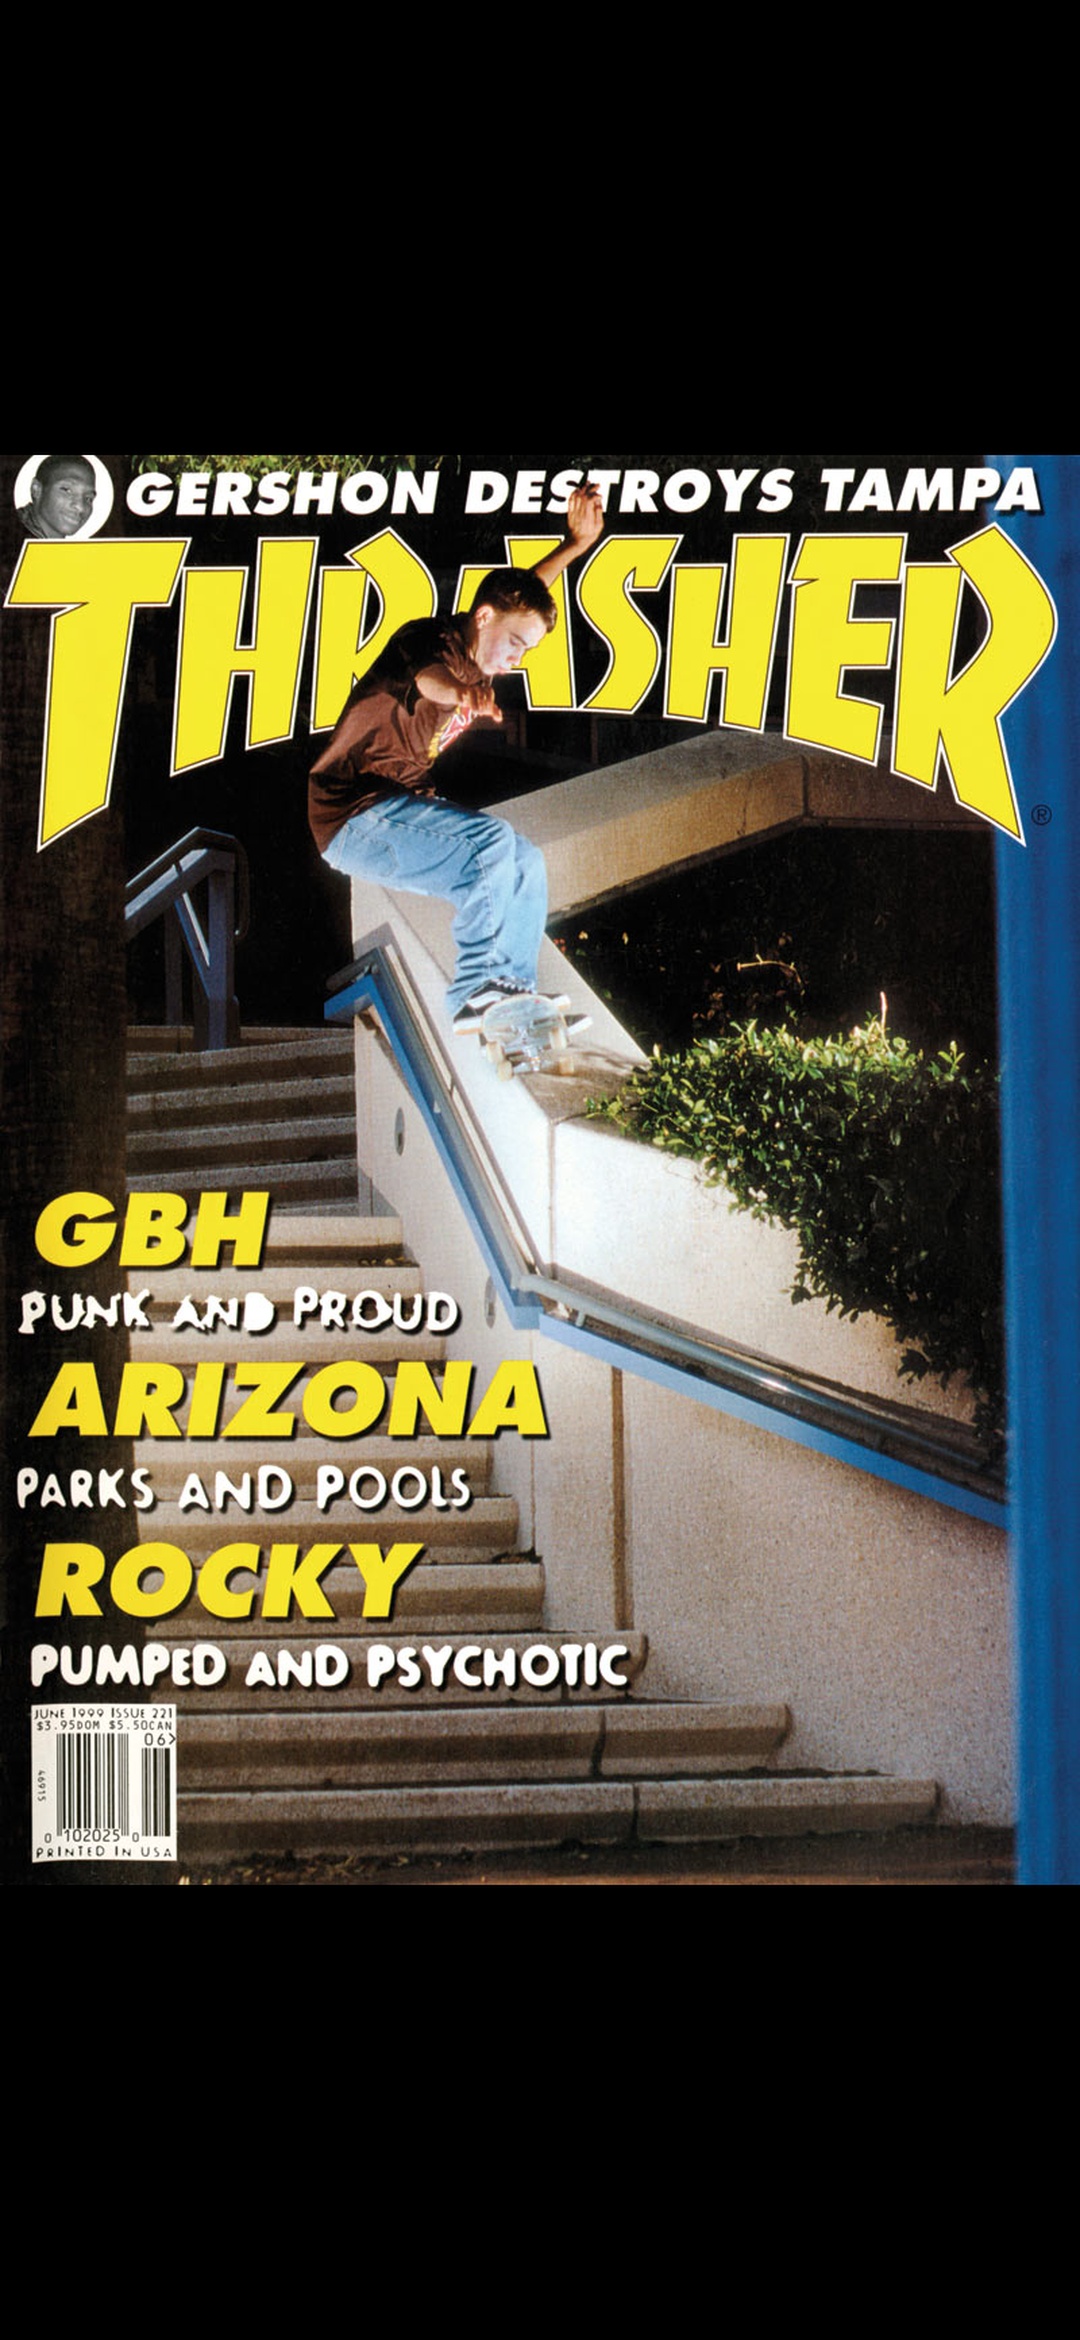 GERSHON DESTROYS TAMPA
THRASHER
®
GBH
PUNK AND PROUD
ARIZONA
PARKS AND POOLS
ROCKY
PUMPED AND PSYCHOTIC
JUNE 1999 ISSUE 221
$3.95DOM $5.50CAN
06>
46915
0 102025 0
PRINTED IN USA